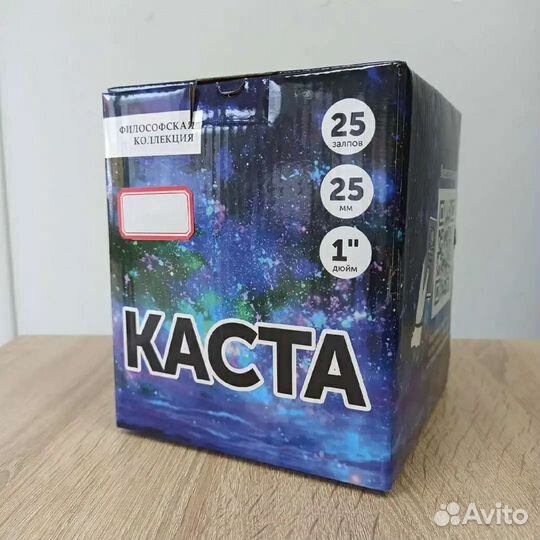 ФИЛОСОФСКАЯ
КОЛЛЕКЦИЯ
25
залпов
25
мм
1"
дюйм
КАСТА
Avito